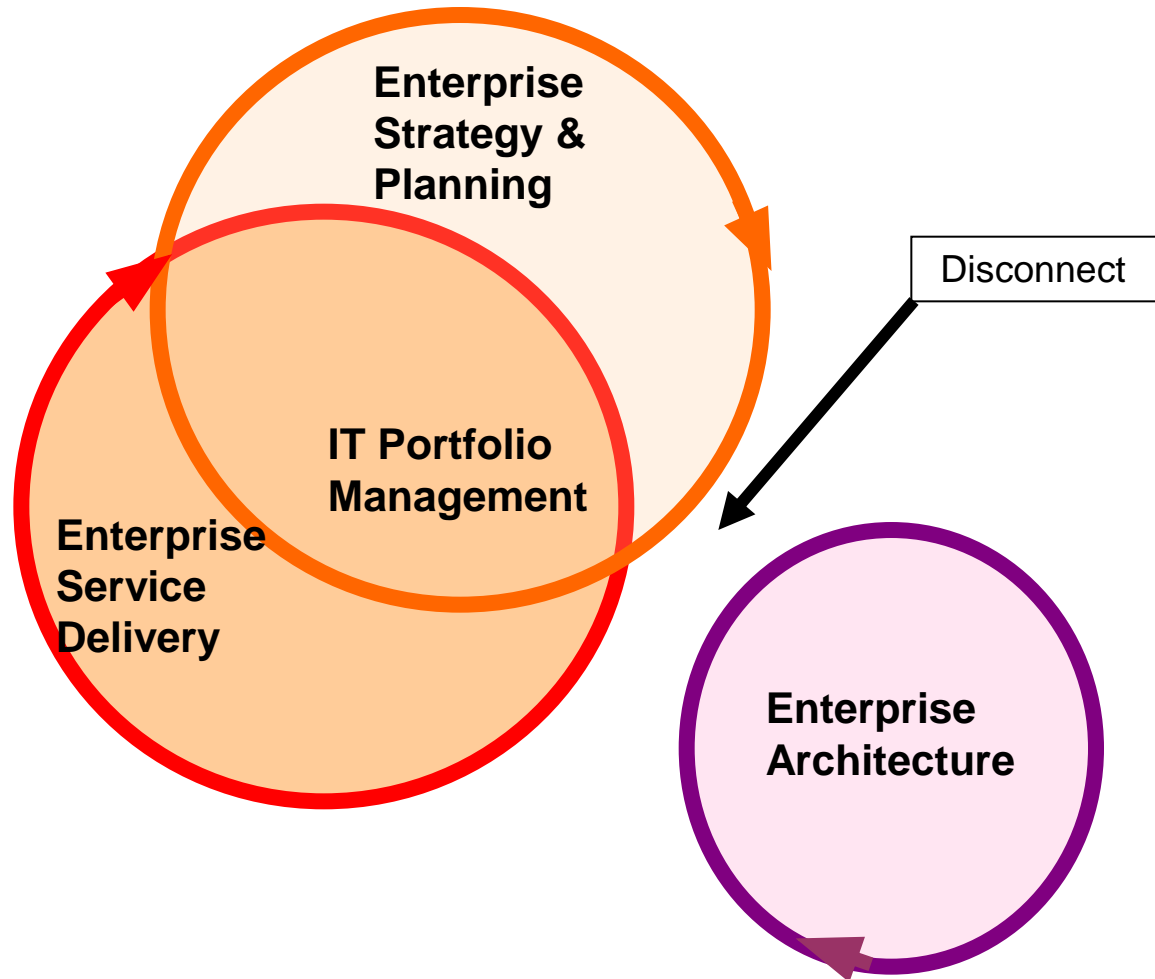 Enterprise
Strategy &
Planning
Disconnect
IT Portfolio
Management
Enterprise
Service
Delivery
Enterprise
Architecture